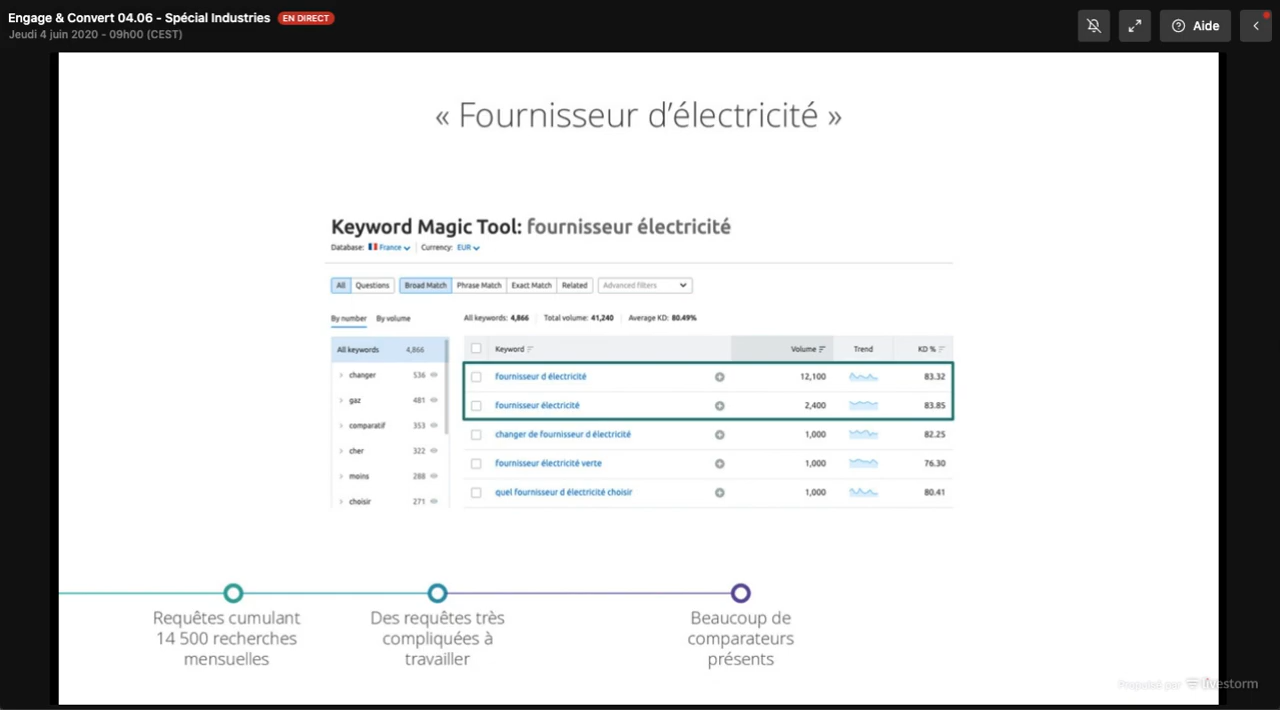 Engage & Convert 04.06 - Spécial Industries EN DIRECT
Jeudi 4 juin 2020 - 09h00 (CEST)
Aide
« Fournisseur d’électricité »
Keyword Magic Tool: fournisseur électricité
Database: France Currency: EUR
All Questions Broad Match Phrase Match Exact Match Related Advanced filters
By number By volume All keywords: 4,866 Total volume: 41,240 Average KD: 80.49%
All keywords 4,866 Keyword Volume Trend KD %
changer 536 fournisseur d électricité 12,100 83.32
gaz 481 fournisseur électricité 2,400 83.85
comparatif 353 changer de fournisseur d électricité 1,000 82.25
cher 322 fournisseur électricité verte 1,000 76.30
moins 288 quel fournisseur d électricité choisir 1,000 80.41
choisir 271
Requêtes cumulant
14 500 recherches
mensuelles
Des requêtes très
compliquées à
travailler
Beaucoup de
comparateurs
présents
Propulsé par livestorm